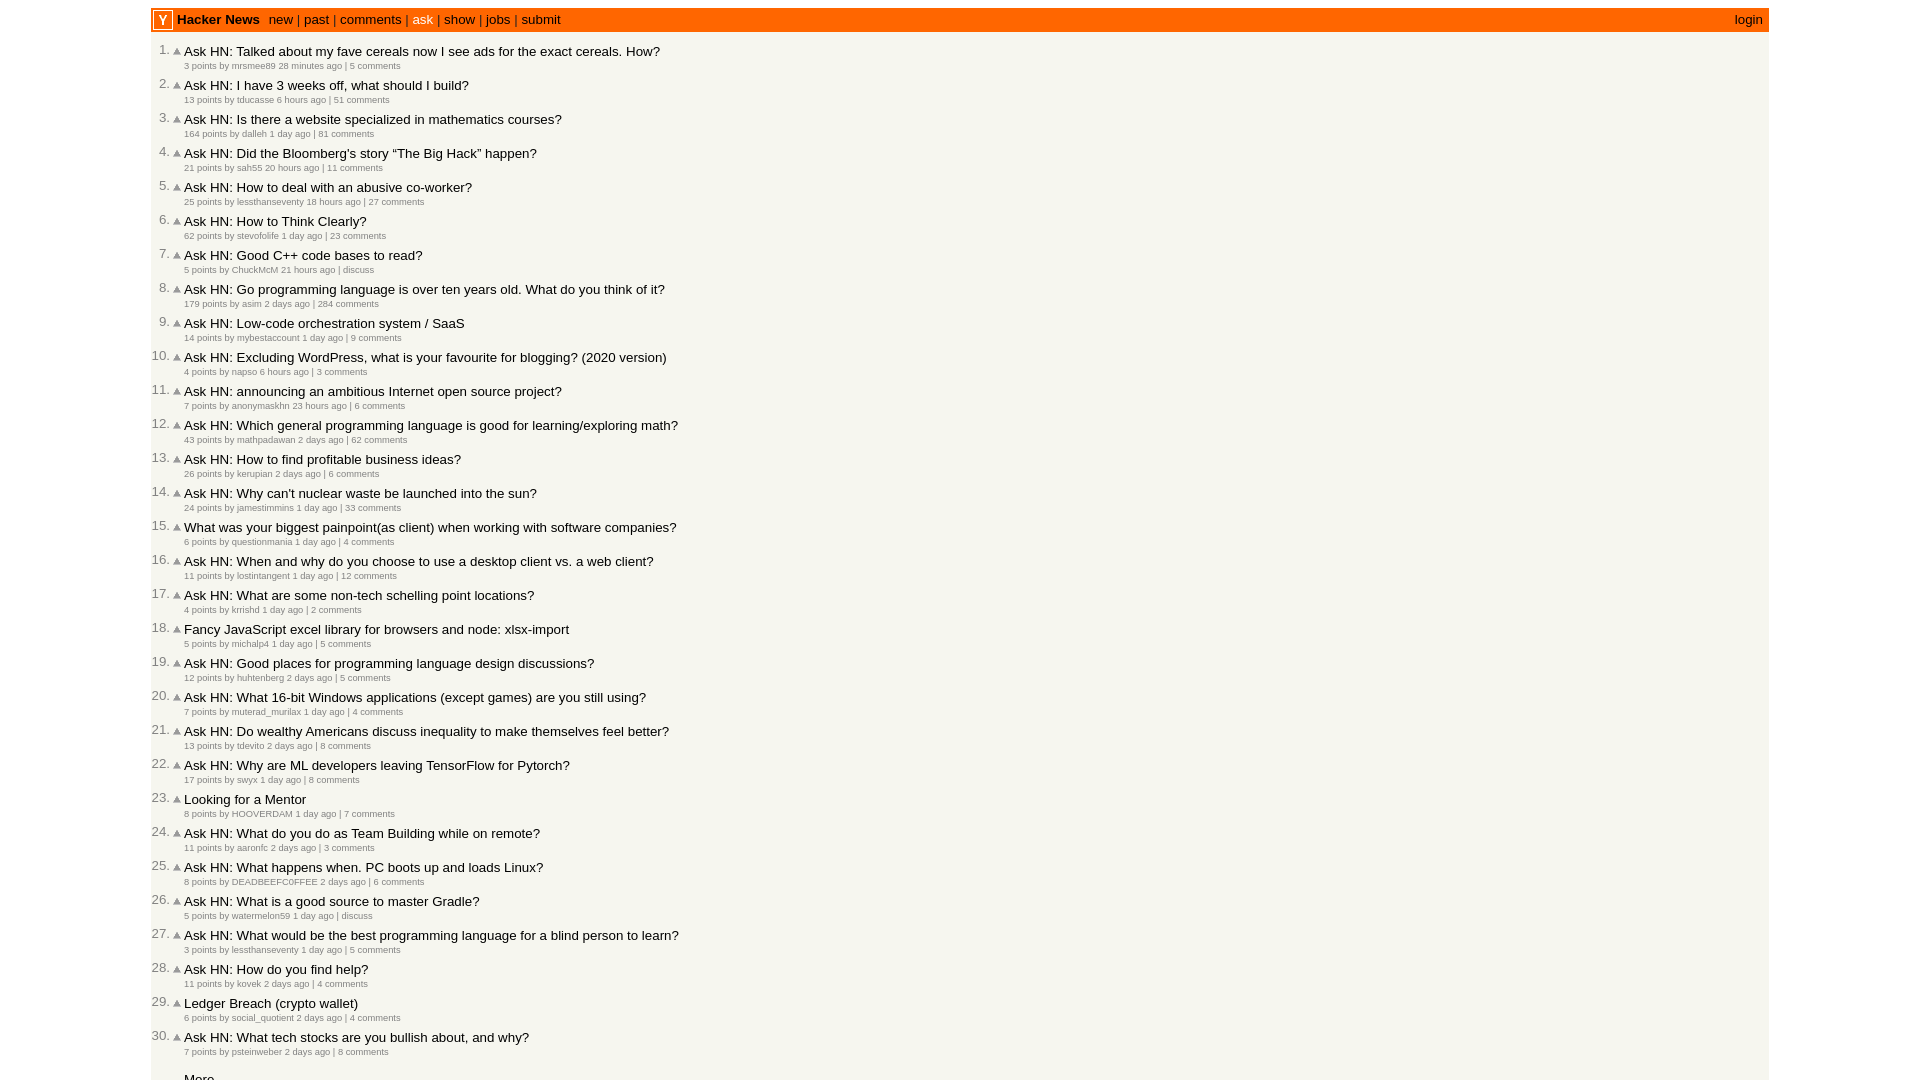 Y Hacker News new | past | comments | ask | show | jobs | submit login
1. Ask HN: Talked about my fave cereals now I see ads for the exact cereals. How?
3 points by mrsmee89 28 minutes ago | 5 comments
2. Ask HN: I have 3 weeks off, what should I build?
13 points by tducasse 6 hours ago | 51 comments
3. Ask HN: Is there a website specialized in mathematics courses?
164 points by dalleh 1 day ago | 81 comments
4. Ask HN: Did the Bloomberg's story “The Big Hack” happen?
21 points by sah55 20 hours ago | 11 comments
5. Ask HN: How to deal with an abusive co-worker?
25 points by lessthanseventy 18 hours ago | 27 comments
6. Ask HN: How to Think Clearly?
62 points by stevofolife 1 day ago | 23 comments
7. Ask HN: Good C++ code bases to read?
5 points by ChuckMcM 21 hours ago | discuss
8. Ask HN: Go programming language is over ten years old. What do you think of it?
179 points by asim 2 days ago | 284 comments
9. Ask HN: Low-code orchestration system / SaaS
14 points by mybestaccount 1 day ago | 9 comments
10. Ask HN: Excluding WordPress, what is your favourite for blogging? (2020 version)
4 points by napso 6 hours ago | 3 comments
11. Ask HN: announcing an ambitious Internet open source project?
7 points by anonymaskhn 23 hours ago | 6 comments
12. Ask HN: Which general programming language is good for learning/exploring math?
43 points by mathpadawan 2 days ago | 62 comments
13. Ask HN: How to find profitable business ideas?
26 points by kerupian 2 days ago | 6 comments
14. Ask HN: Why can't nuclear waste be launched into the sun?
24 points by jamestimmins 1 day ago | 33 comments
15. What was your biggest painpoint(as client) when working with software companies?
6 points by questionmania 1 day ago | 4 comments
16. Ask HN: When and why do you choose to use a desktop client vs. a web client?
11 points by lostintangent 1 day ago | 12 comments
17. Ask HN: What are some non-tech schelling point locations?
4 points by krrishd 1 day ago | 2 comments
18. Fancy JavaScript excel library for browsers and node: xlsx-import
5 points by michalp4 1 day ago | 5 comments
19. Ask HN: Good places for programming language design discussions?
12 points by huhtenberg 2 days ago | 5 comments
20. Ask HN: What 16-bit Windows applications (except games) are you still using?
7 points by muterad_murilax 1 day ago | 4 comments
21. Ask HN: Do wealthy Americans discuss inequality to make themselves feel better?
13 points by tdevito 2 days ago | 8 comments
22. Ask HN: Why are ML developers leaving TensorFlow for Pytorch?
17 points by swyx 1 day ago | 8 comments
23. Looking for a Mentor
8 points by HOOVERDAM 1 day ago | 7 comments
24. Ask HN: What do you do as Team Building while on remote?
11 points by aaronfc 2 days ago | 3 comments
25. Ask HN: What happens when. PC boots up and loads Linux?
8 points by DEADBEEFC0FFEE 2 days ago | 6 comments
26. Ask HN: What is a good source to master Gradle?
5 points by watermelon59 1 day ago | discuss
27. Ask HN: What would be the best programming language for a blind person to learn?
3 points by lessthanseventy 1 day ago | 5 comments
28. Ask HN: How do you find help?
11 points by kovek 2 days ago | 4 comments
29. Ledger Breach (crypto wallet)
6 points by social_quotient 2 days ago | 4 comments
30. Ask HN: What tech stocks are you bullish about, and why?
7 points by psteinweber 2 days ago | 8 comments
More